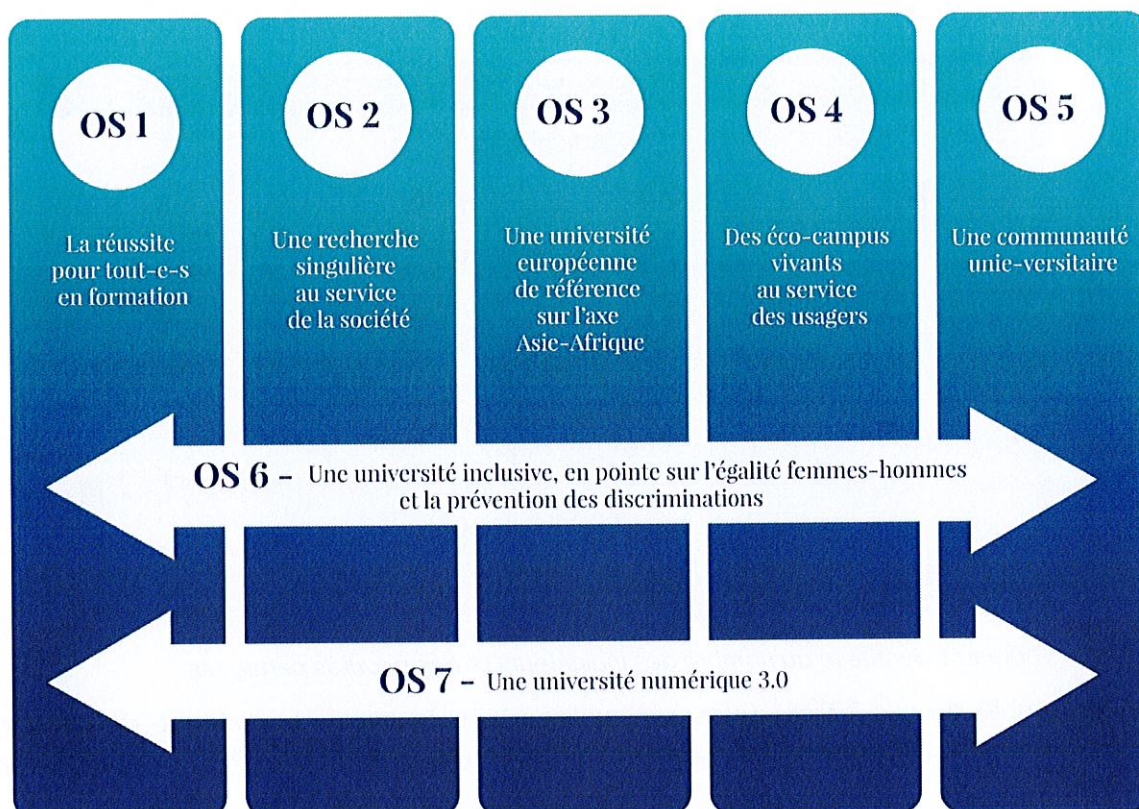 OS 1
La réussite
pour tout-e-s
en formation
OS 2
Une recherche
singulière
au service
de la société
OS 3
Une université
européenne
de référence
sur l'axe
Asie-Afrique
OS 4
Des éco-campus
vivants
au service
des usagers
OS 5
Une communauté
unie-versitaire
OS 6 – Une université inclusive, en pointe sur l'égalité femmes-hommes
et la prévention des discriminations
OS 7 – Une université numérique 3.0